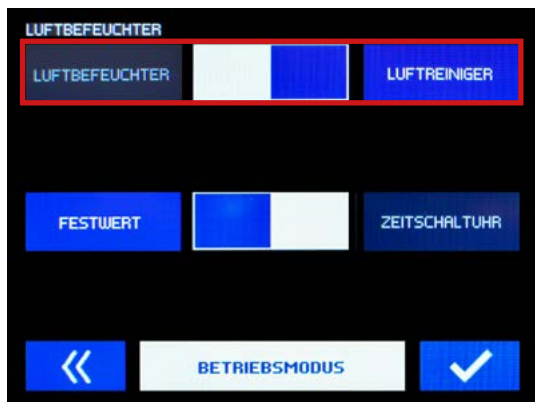 LUFTBEFEUCHTER
LUFTBEFEUCHTER LUFTREINIGER
FESTWERT ZEITSCHALTUHR
BETRIEBSMODUS